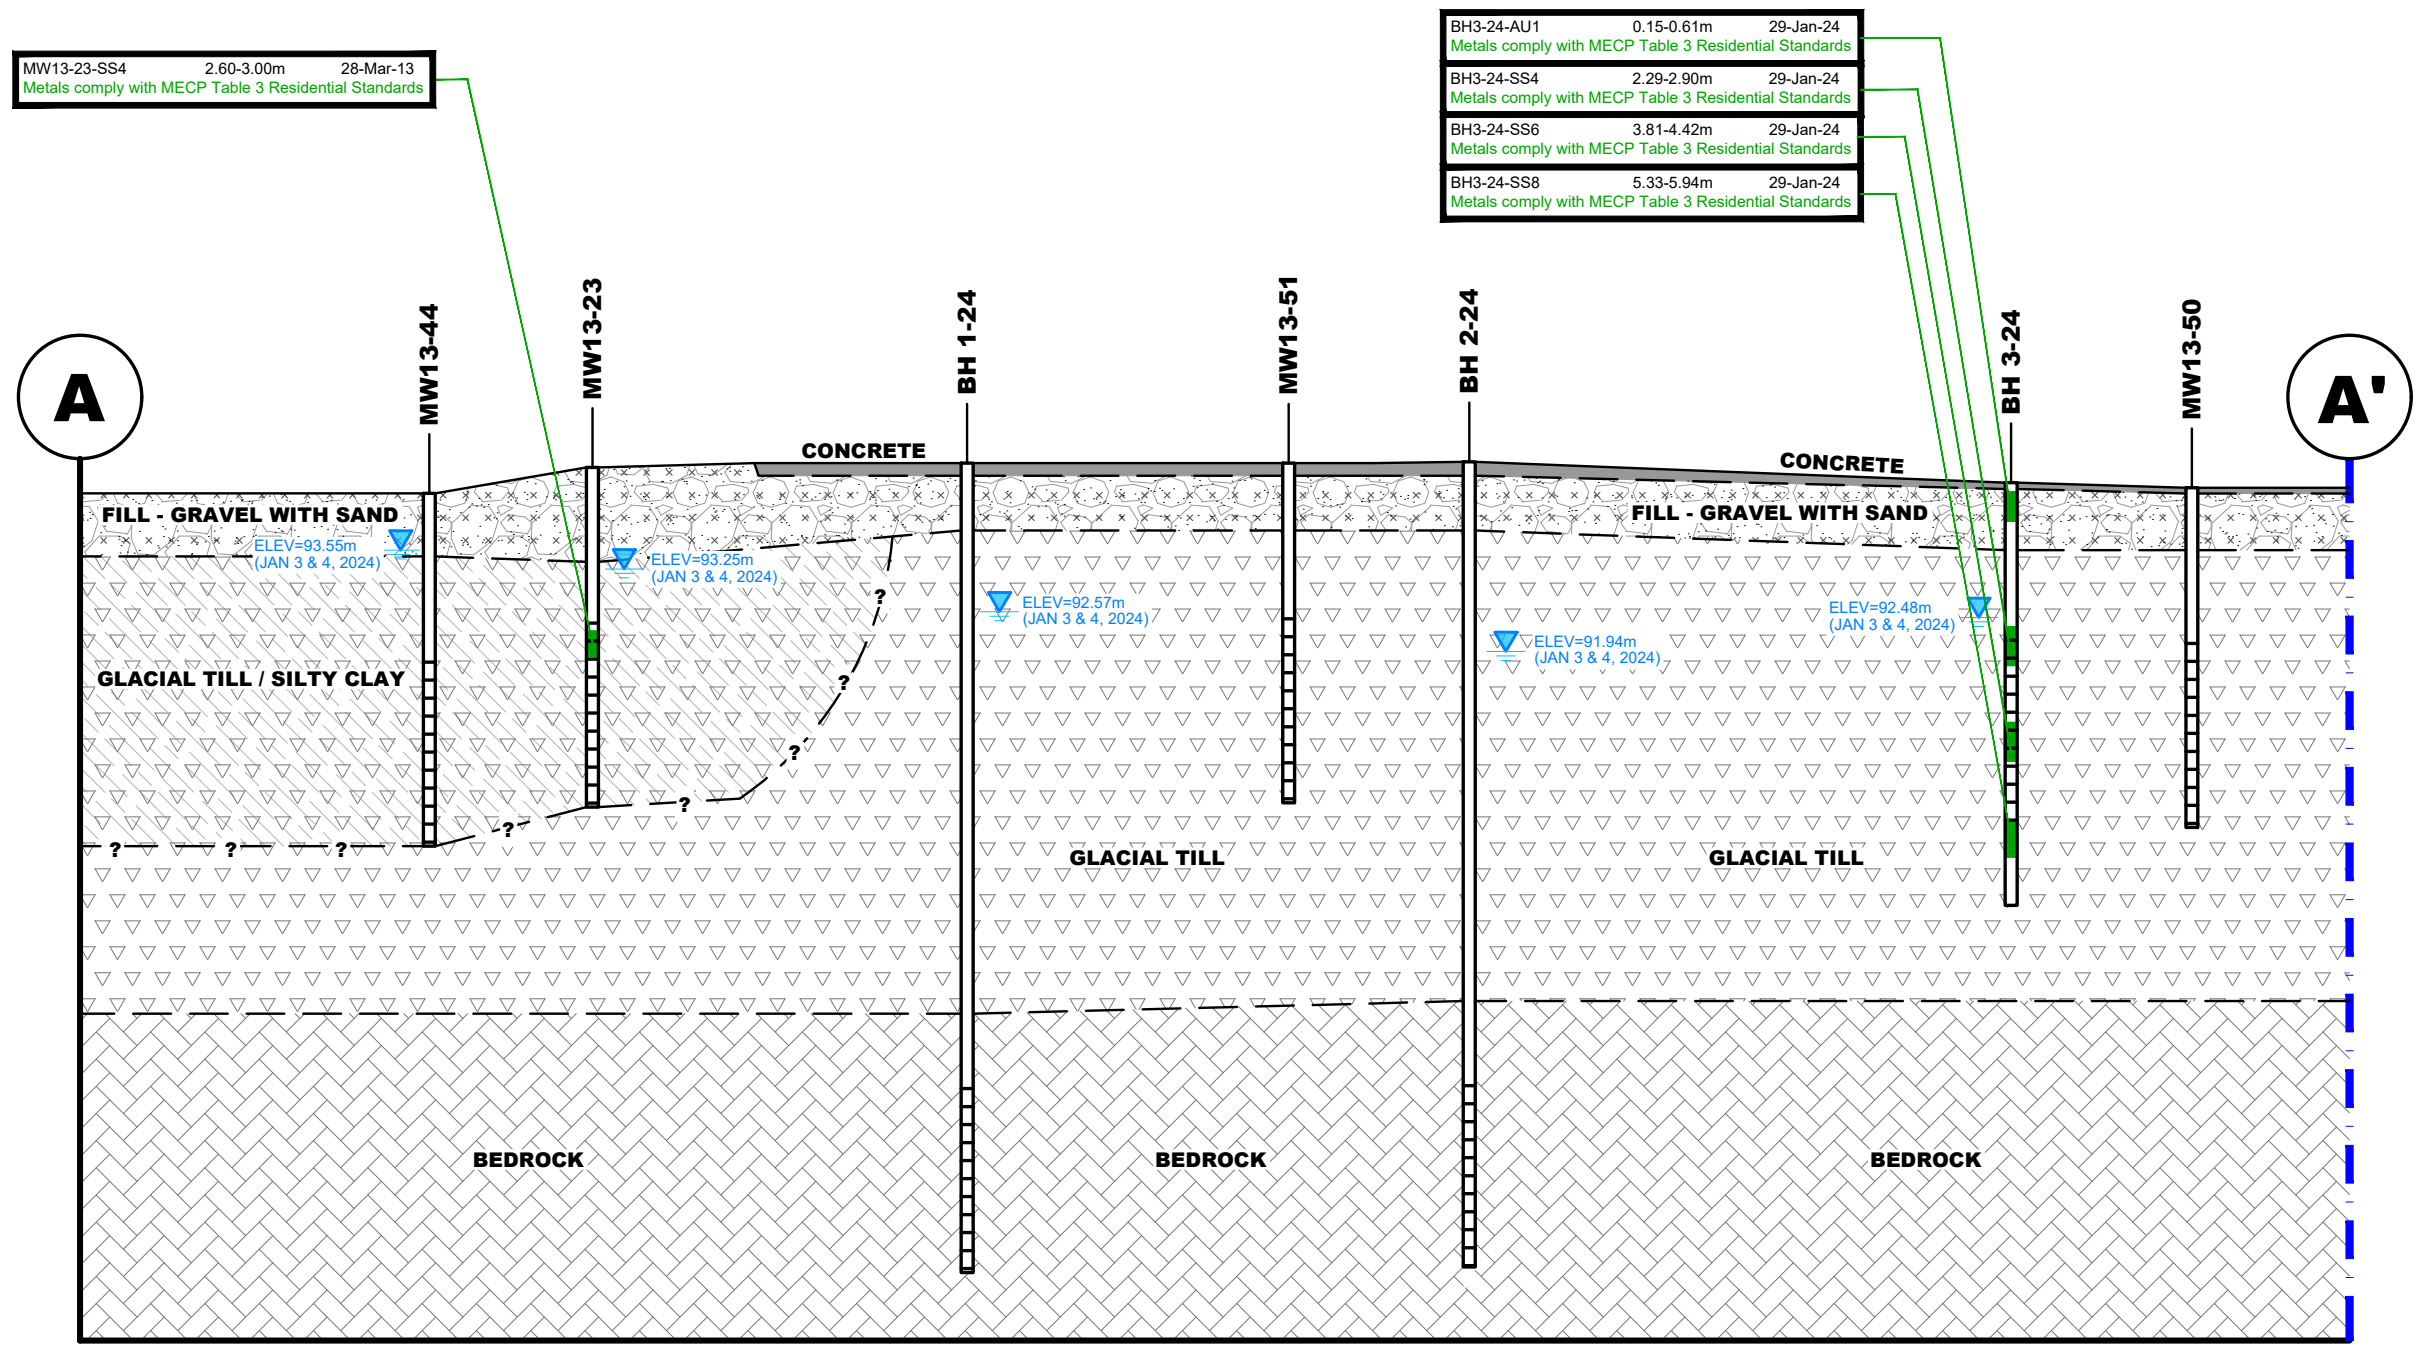 BH3-24-AU1 0.15-0.61m 29-Jan-24
Metals comply with MECP Table 3 Residential Standards
BH3-24-SS4 2.29-2.90m 29-Jan-24
Metals comply with MECP Table 3 Residential Standards
BH3-24-SS6 3.81-4.42m 29-Jan-24
Metals comply with MECP Table 3 Residential Standards
BH3-24-SS8 5.33-5.94m 29-Jan-24
Metals comply with MECP Table 3 Residential Standards
MW13-23-SS4 2.60-3.00m 28-Mar-13
Metals comply with MECP Table 3 Residential Standards
A
MW13-44
MW13-23
BH 1-24
MW13-51
BH 2-24
BH 3-24
MW13-50
A'
CONCRETE
CONCRETE
FILL - GRAVEL WITH SAND
FILL - GRAVEL WITH SAND
ELEV=93.55m
(JAN 3 & 4, 2024)
ELEV=93.25m
(JAN 3 & 4, 2024)
ELEV=92.57m
(JAN 3 & 4, 2024)
ELEV=91.94m
(JAN 3 & 4, 2024)
ELEV=92.48m
(JAN 3 & 4, 2024)
?
GLACIAL TILL / SILTY CLAY
?
?
?
?
?
?
?
GLACIAL TILL
GLACIAL TILL
BEDROCK
BEDROCK
BEDROCK